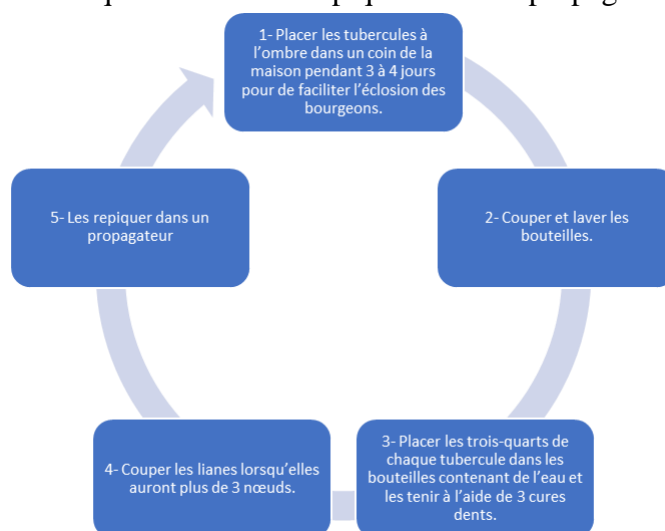 1- Placer les tubercules à
l’ombre dans un coin de la
maison pendant 3 à 4 jours
pour de faciliter l’éclosion des
bourgeons.
2- Couper et laver les
bouteilles.
3- Placer les trois-quarts de
chaque tubercule dans les
bouteilles contenant de l’eau et
les tenir à l’aide de 3 cures
dents.
4- Couper les lianes lorsqu’elles
auront plus de 3 nœuds.
5- Les repiquer dans un
propagateur